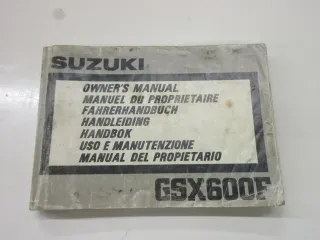 SUZUKI
OWNER'S MANUAL
MANUEL DU PROPRIETAIRE
FAHRERHANDBUCH
HANDLEIDING
HANDBOK
USO E MANUTENZIONE
MANUAL DEL PROPIETARIO
GSX600F